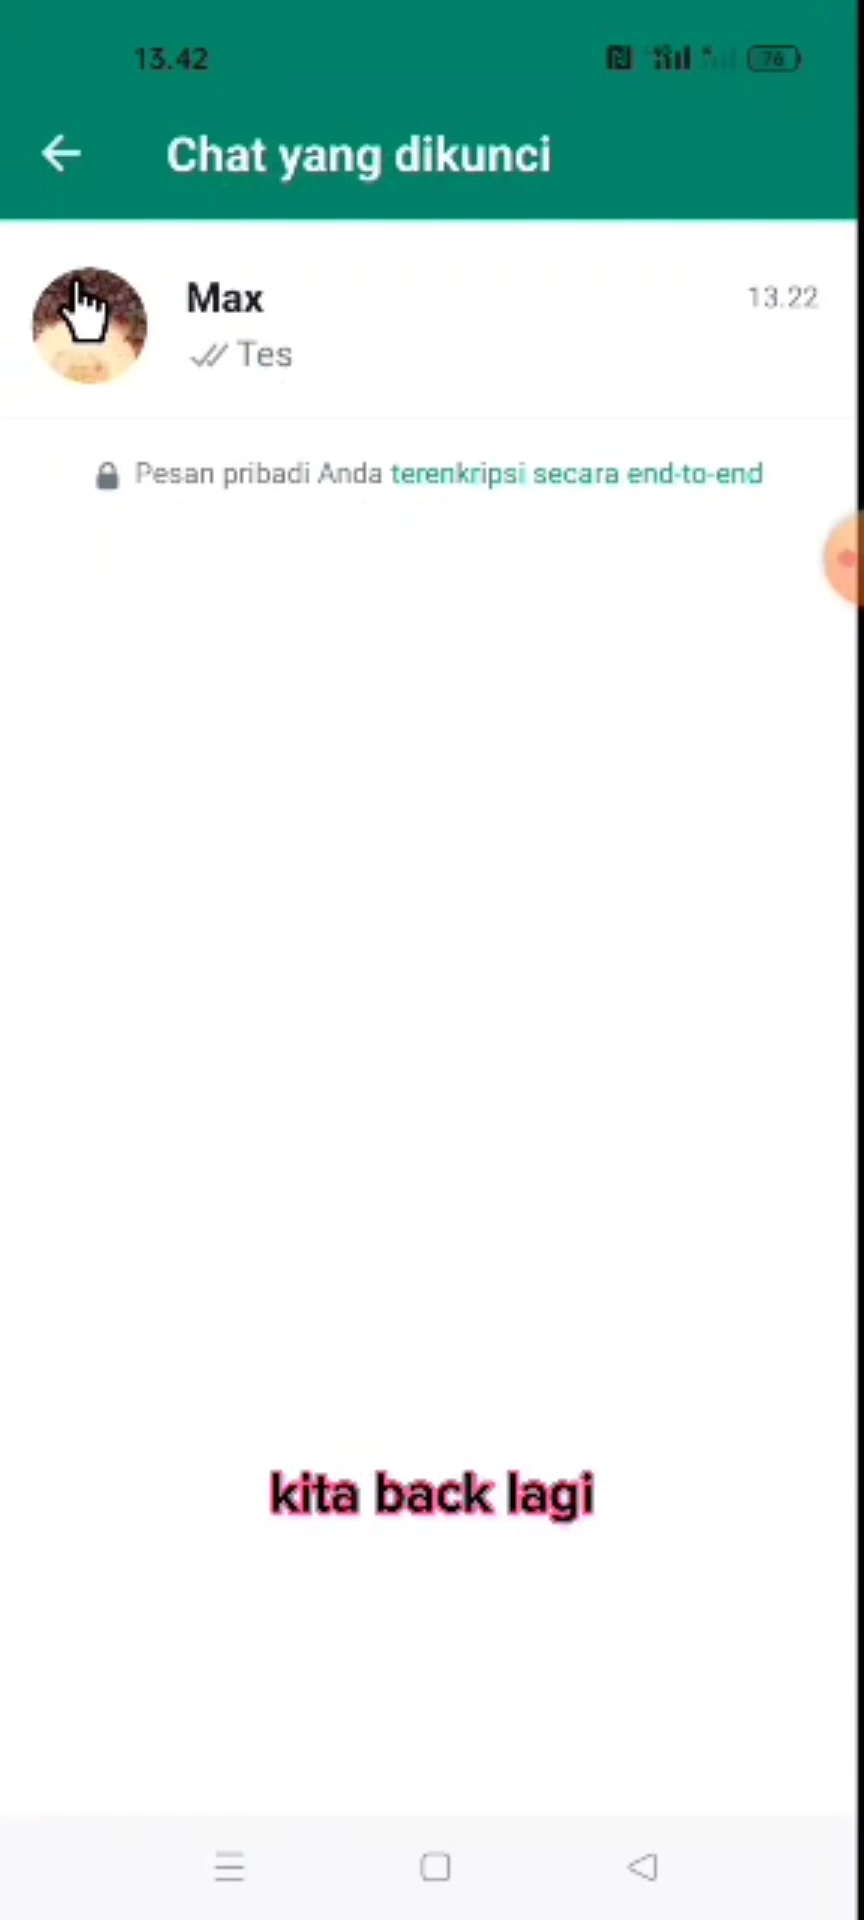 13.42
76
Chat yang dikunci
Max
13.22
Tes
Pesan pribadi Anda terenkripsi secara end-to-end
kita back lagi